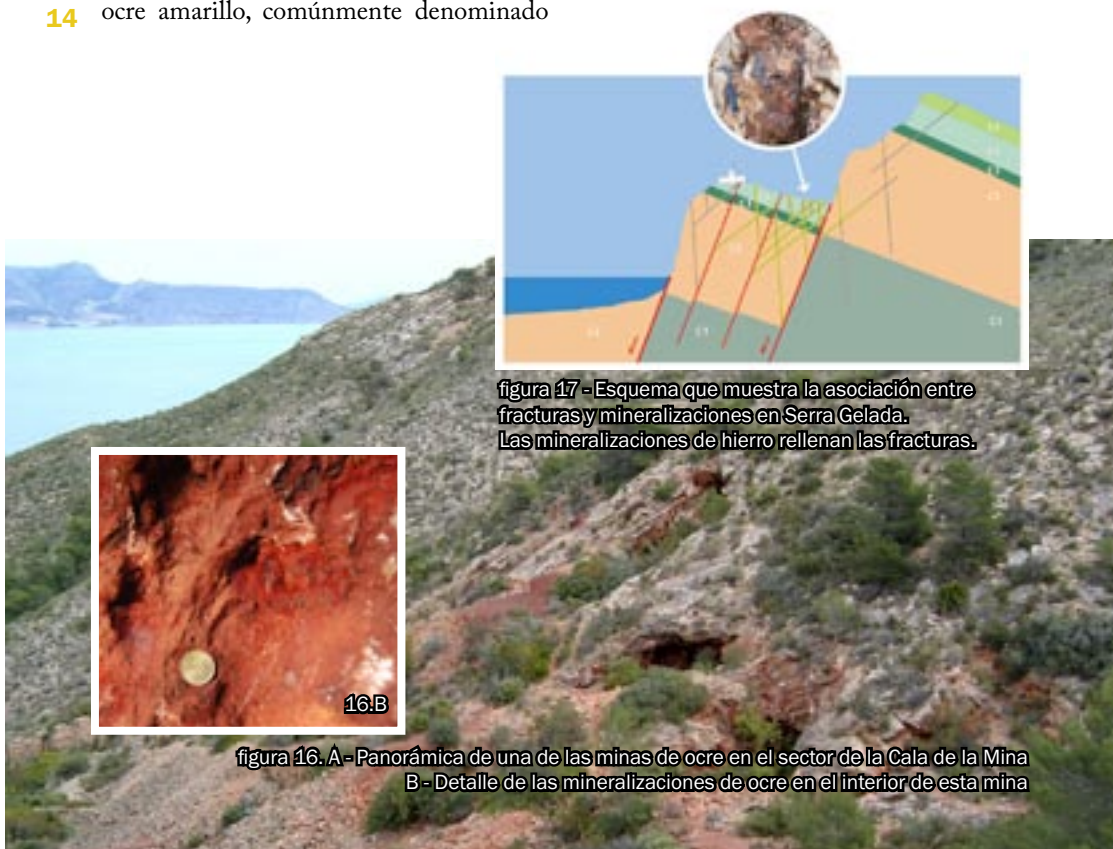 14
ocre amarillo, comúnmente denominado
figura 17 - Esquema que muestra la asociación entre
fracturas y mineralizaciones en Serra Gelada.
Las mineralizaciones de hierro rellenan las fracturas.
16.B
figura 16. A - Panorámica de una de las minas de ocre en el sector de la Cala de la Mina
B - Detalle de las mineralizaciones de ocre en el interior de esta mina